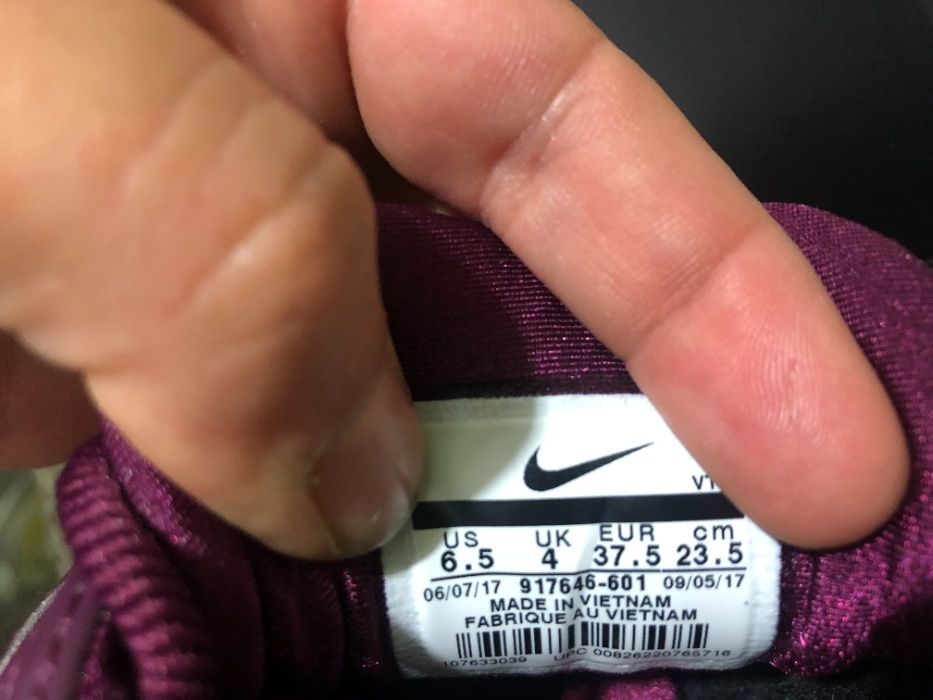 US UK EUR cm
6.5 4 37.5 23.5
06/07/17 917646-601 09/05/17
MADE IN VIETNAM
FABRIQUE AU VIETNAM
107633039 UPC 00826220765716